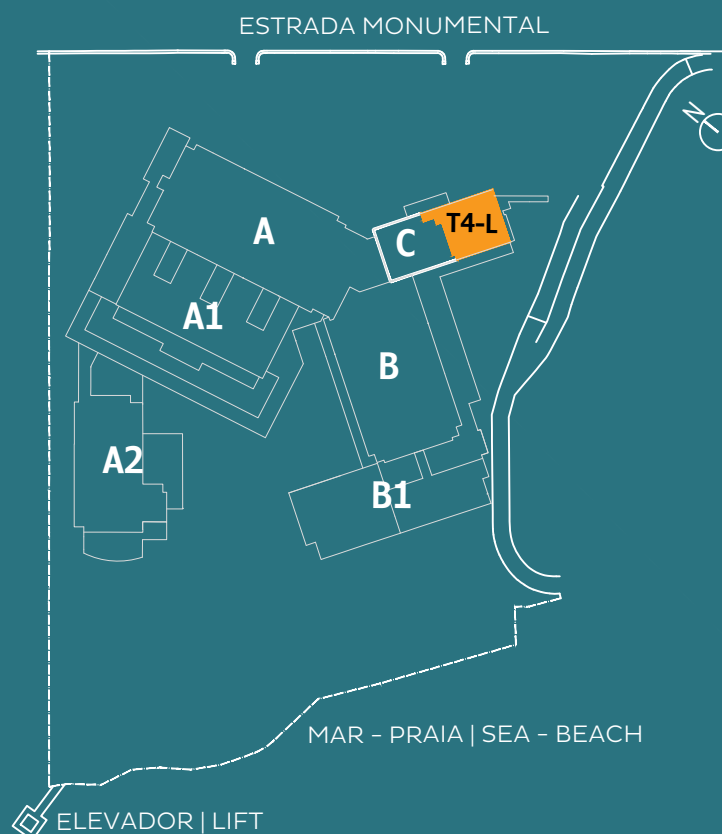 ESTRADA MONUMENTAL
N
A
C
T4-L
A1
B
A2
B1
MAR - PRAIA | SEA - BEACH
ELEVADOR | LIFT